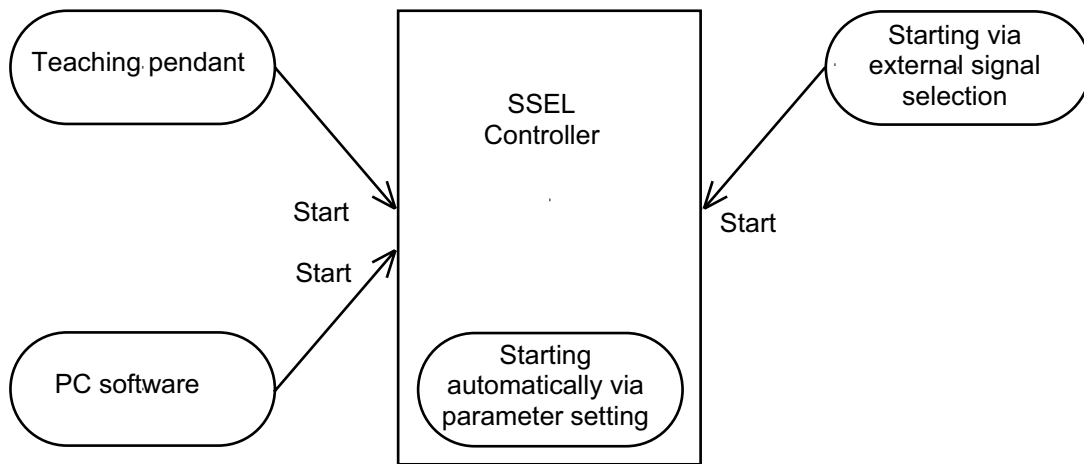 Teaching pendant
SSEL
Controller
Starting via
external signal
selection
Start
Start
Start
PC software
Starting
automatically via
parameter setting